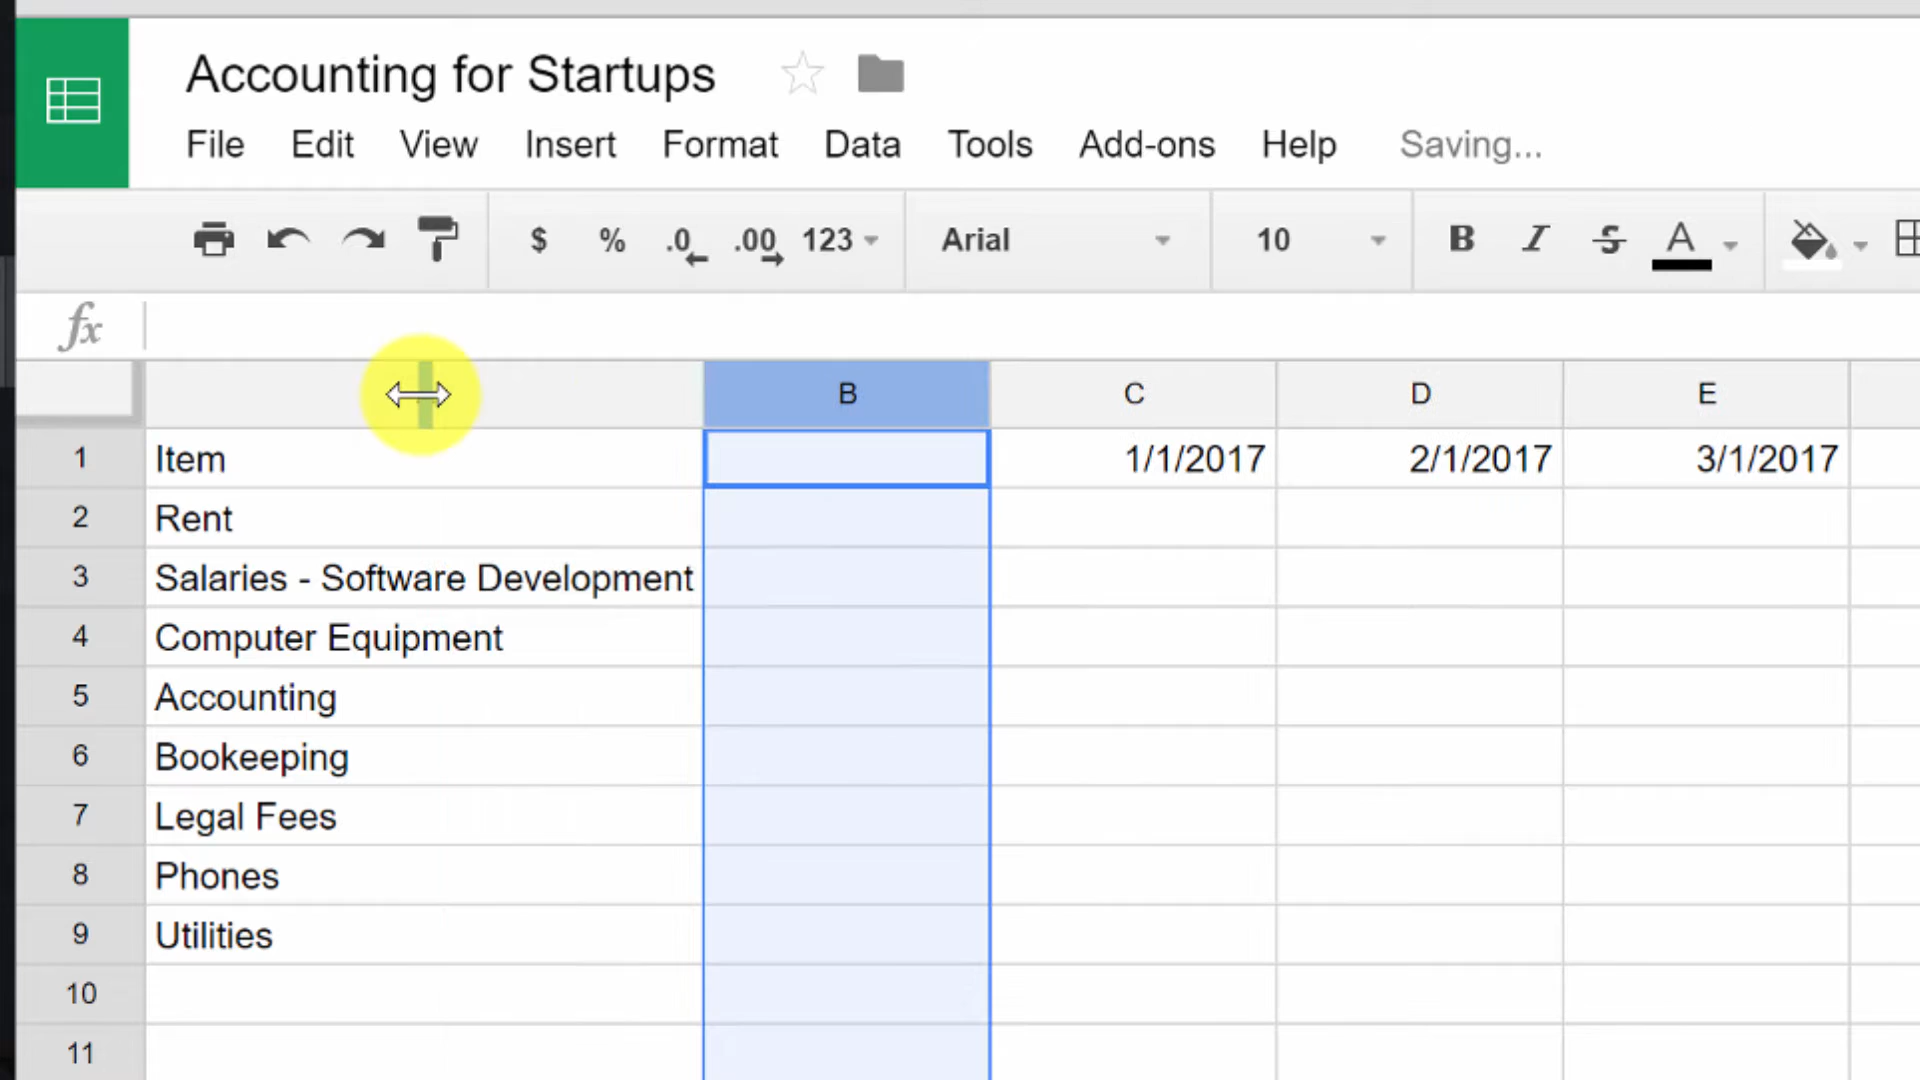 Accounting for Startups
File Edit View Insert Format Data Tools Add-ons Help Saving...
$ % .0 .00 123 Arial 10 B I S A
fx
B C D E
1 Item 1/1/2017 2/1/2017 3/1/2017
2 Rent
3 Salaries - Software Development
4 Computer Equipment
5 Accounting
6 Bookeeping
7 Legal Fees
8 Phones
9 Utilities
10
11